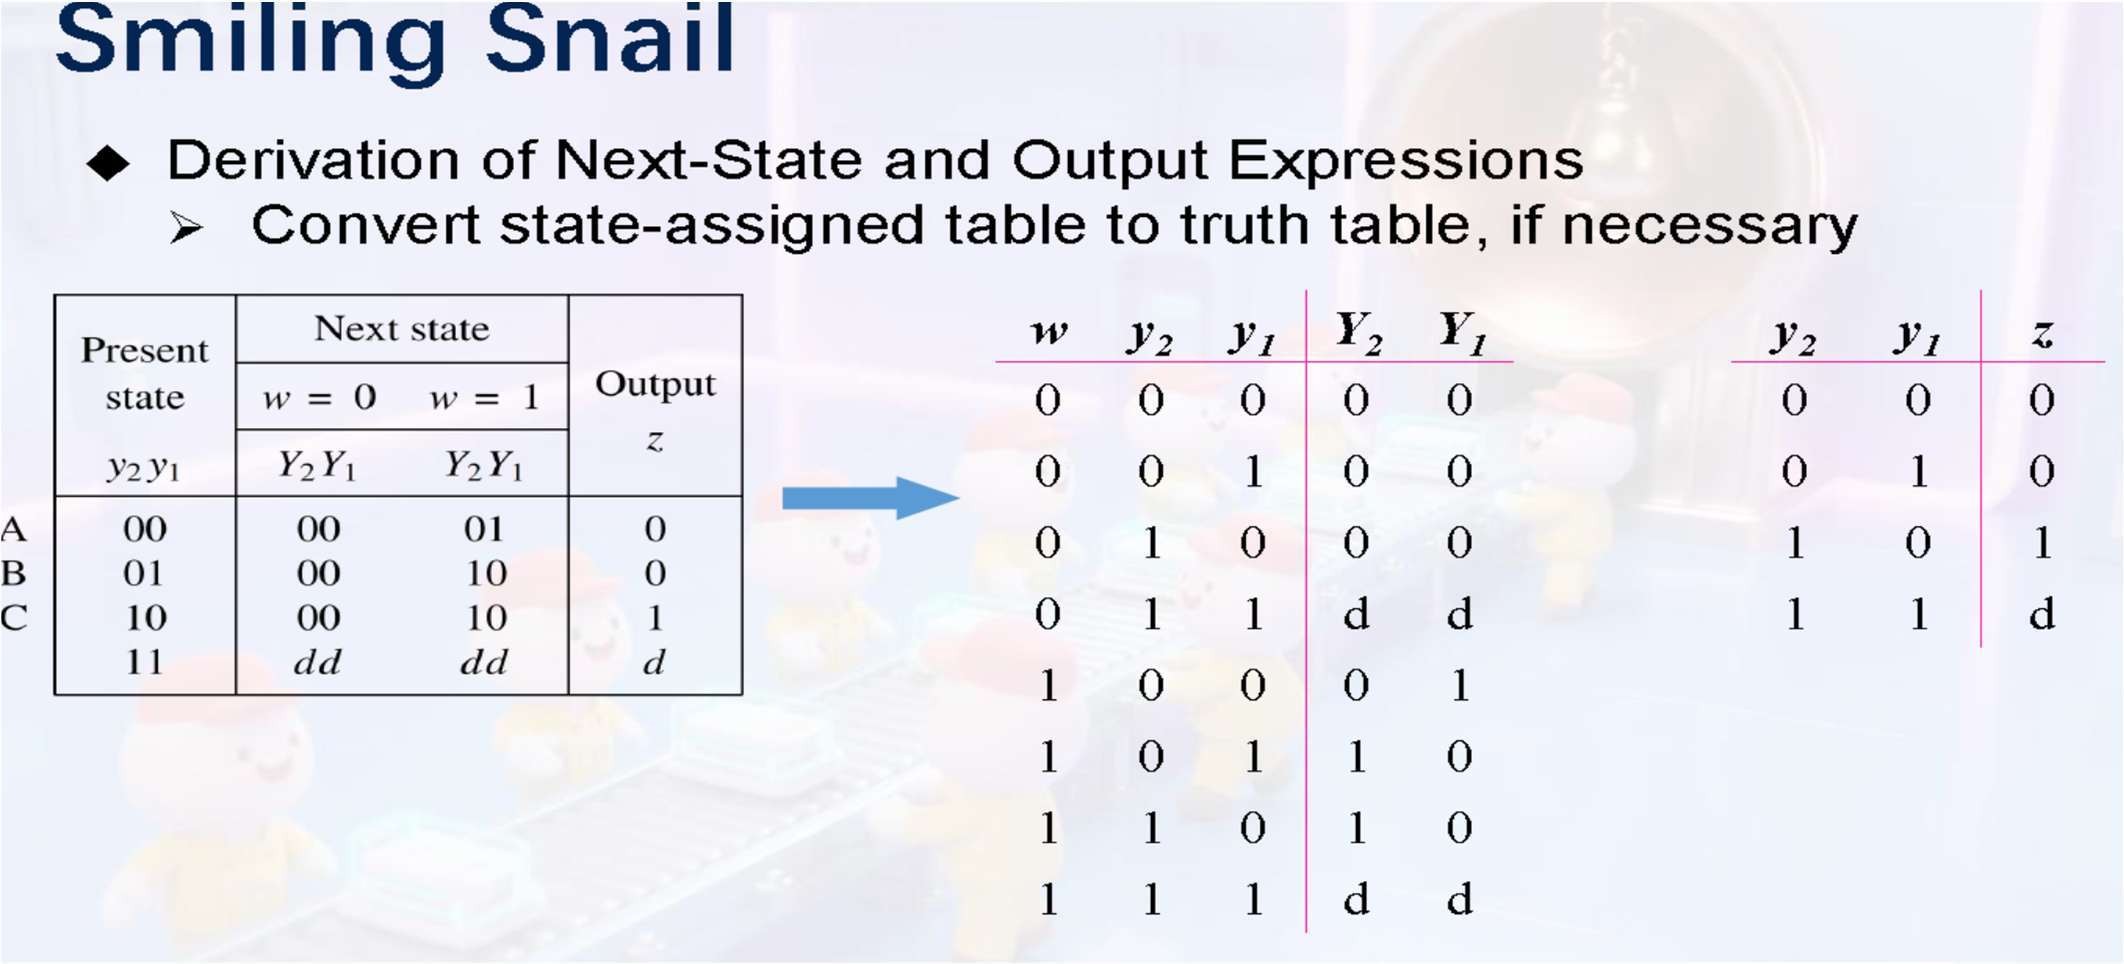 Smiling Snail
◆ Derivation of Next-State and Output Expressions
➢ Convert state-assigned table to truth table, if necessary
Present state y2y1 | Next state | Output z
w = 0 w = 1
Y2Y1 Y2Y1
A 00 00 01 0
B 01 00 10 0
C 10 00 10 1
11 dd dd d
w y2 y1 Y2 Y1
0 0 0 0 0
0 0 1 0 0
0 1 0 0 0
0 1 1 d d
1 0 0 0 1
1 0 1 1 0
1 1 0 1 0
1 1 1 d d
y2 y1 z
0 0 0
0 1 0
1 0 1
1 1 d